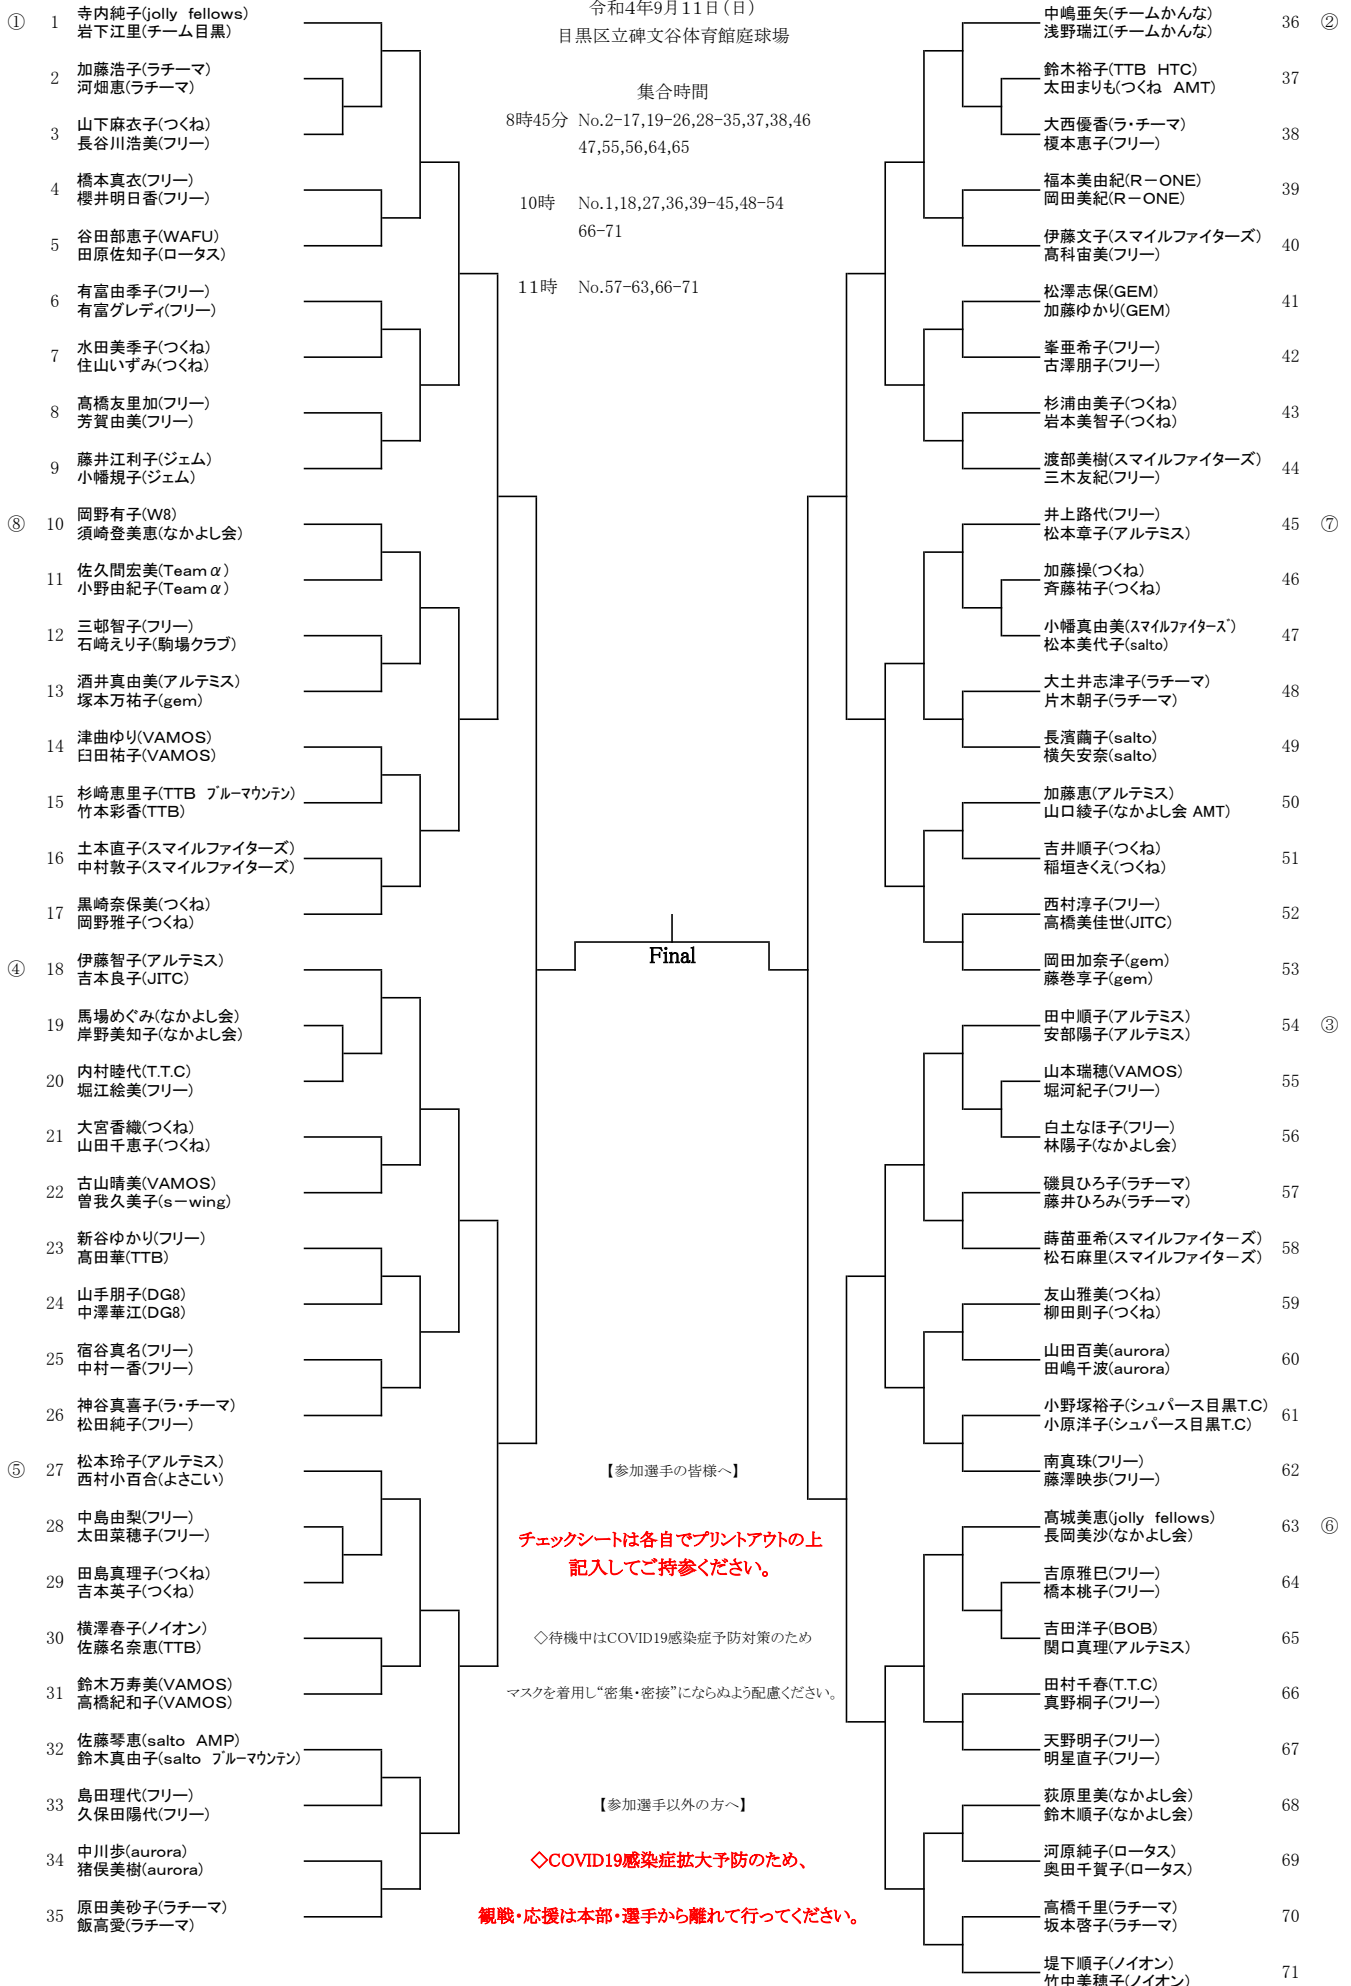 令和4年9月11日(日)
目黒区立碑文谷体育館庭球場
集合時間
8時45分 No.2-17,19-26,28-35,37,38,46
47,55,56,64,65
10時 No.1,18,27,36,39-45,48-54
66-71
11時 No.57-63,66-71
① 1 寺内純子(jolly fellows)
岩下江里(チーム目黒)
2 加藤浩子(ラチーマ)
河畑恵(ラチーマ)
3 山下麻衣子(つくね)
長谷川浩美(フリー)
4 橋本真衣(フリー)
櫻井明日香(フリー)
5 谷田部恵子(WAFU)
田原佐知子(ロータス)
6 有富由季子(フリー)
有富グレディ(フリー)
7 水田美季子(つくね)
住山いずみ(つくね)
8 髙橋友里加(フリー)
芳賀由美(フリー)
9 藤井江利子(ジェム)
小幡規子(ジェム)
⑧ 10 岡野有子(W8)
須崎登美恵(なかよし会)
11 佐久間宏美(Teamα)
小野由紀子(Teamα)
12 三邨智子(フリー)
石﨑えり子(駒場クラブ)
13 酒井真由美(アルテミス)
塚本万祐子(gem)
14 津曲ゆり(VAMOS)
臼田祐子(VAMOS)
15 杉﨑恵里子(TTB ブルーマウンテン)
竹本彩香(TTB)
16 土本直子(スマイルファイターズ)
中村敦子(スマイルファイターズ)
17 黒崎奈保美(つくね)
岡野雅子(つくね)
④ 18 伊藤智子(アルテミス)
吉本良子(JITC)
19 馬場めぐみ(なかよし会)
岸野美知子(なかよし会)
20 内村睦代(T.T.C)
堀江絵美(フリー)
21 大宮香織(つくね)
山田千恵子(つくね)
22 古山晴美(VAMOS)
曽我久美子(s-wing)
23 新谷ゆかり(フリー)
髙田華(TTB)
24 山手朋子(DG8)
中澤華江(DG8)
25 宿谷真名(フリー)
中村一香(フリー)
26 神谷真喜子(ラ・チーマ)
松田純子(フリー)
⑤ 27 松本玲子(アルテミス)
西村小百合(よさこい)
28 中島由梨(フリー)
太田菜穂子(フリー)
29 田島真理子(つくね)
吉本英子(つくね)
30 横澤春子(ノイオン)
佐藤名奈恵(TTB)
31 鈴木万寿美(VAMOS)
高橋紀和子(VAMOS)
32 佐藤琴恵(salto AMP)
鈴木真由子(salto ブルーマウンテン)
33 島田理代(フリー)
久保田陽代(フリー)
34 中川歩(aurora)
猪俣美樹(aurora)
35 原田美砂子(ラチーマ)
飯高愛(ラチーマ)
Final
【参加選手の皆様へ】
チェックシートは各自でプリントアウトの上
記入してご持参ください。
◇待機中はCOVID19感染症予防対策のため
マスクを着用し“密集・密接”にならぬよう配慮ください。
【参加選手以外の方へ】
◇COVID19感染症拡大予防のため、
観戦・応援は本部・選手から離れて行ってください。
中嶋亜矢(チームかんな) 36 ②
浅野瑞江(チームかんな)
鈴木裕子(TTB HTC) 37
太田まりも(つくね AMT)
大西優香(ラ・チーマ) 38
榎本恵子(フリー)
福本美由紀(R-ONE) 39
岡田美紀(R-ONE)
伊藤文子(スマイルファイターズ) 40
髙科宙美(フリー)
松澤志保(GEM) 41
加藤ゆかり(GEM)
峯亜希子(フリー) 42
古澤朋子(フリー)
杉浦由美子(つくね) 43
岩本美智子(つくね)
渡部美樹(スマイルファイターズ) 44
三木友紀(フリー)
井上路代(フリー) 45 ⑦
松本章子(アルテミス)
加藤操(つくね) 46
斉藤祐子(つくね)
小幡真由美(スマイルファイターズ) 47
松本美代子(salto)
大土井志津子(ラチーマ) 48
片木朝子(ラチーマ)
長濱繭子(salto) 49
横矢安奈(salto)
加藤恵(アルテミス) 50
山口綾子(なかよし会 AMT)
吉井順子(つくね) 51
稲垣きくえ(つくね)
西村淳子(フリー) 52
高橋美佳世(JITC)
岡田加奈子(gem) 53
藤巻享子(gem)
田中順子(アルテミス) 54 ③
安部陽子(アルテミス)
山本瑞穂(VAMOS) 55
堀河紀子(フリー)
白土なほ子(フリー) 56
林陽子(なかよし会)
磯貝ひろ子(ラチーマ) 57
藤井ひろみ(ラチーマ)
蒔苗亜希(スマイルファイターズ) 58
松石麻里(スマイルファイターズ)
友山雅美(つくね) 59
柳田則子(つくね)
山田百美(aurora) 60
田嶋千波(aurora)
小野塚裕子(シュパース目黒T.C) 61
小原洋子(シュパース目黒T.C)
南真珠(フリー) 62
藤澤映歩(フリー)
髙城美恵(jolly fellows) 63 ⑥
長岡美沙(なかよし会)
吉原雅巳(フリー) 64
橋本桃子(フリー)
吉田洋子(BOB) 65
関口真理(アルテミス)
田村千春(T.T.C) 66
真野桐子(フリー)
天野明子(フリー) 67
明星直子(フリー)
荻原里美(なかよし会) 68
鈴木順子(なかよし会)
河原純子(ロータス) 69
奥田千賀子(ロータス)
高橋千里(ラチーマ) 70
坂本啓子(ラチーマ)
堤下順子(ノイオン) 71
竹中美穂子(ノイオン)